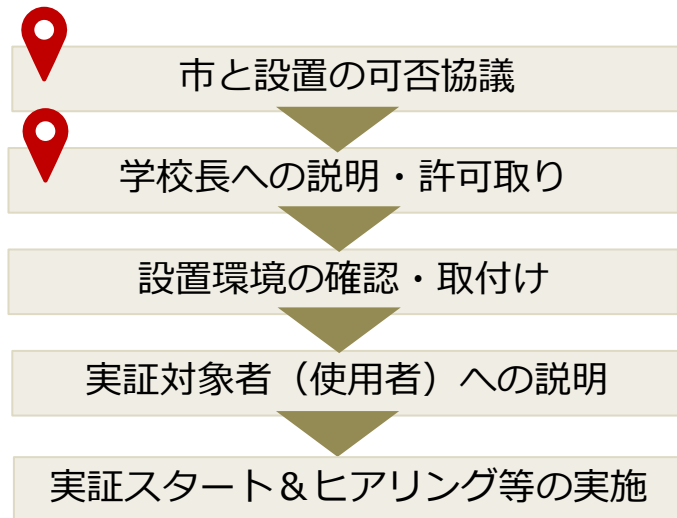 市と設置の可否協議
学校長への説明・許可取り
設置環境の確認・取付け
実証対象者（使用者）への説明
実証スタート＆ヒアリング等の実施